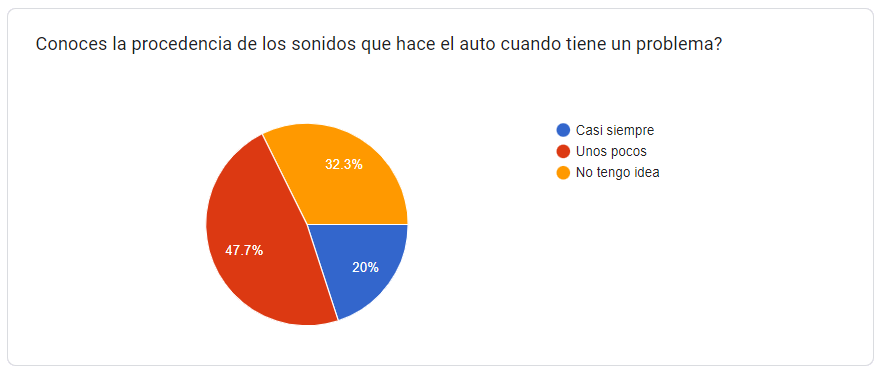 Conoces la procedencia de los sonidos que hace el auto cuando tiene un problema?
Casi siempre
Unos pocos
No tengo idea
32.3%
47.7%
20%